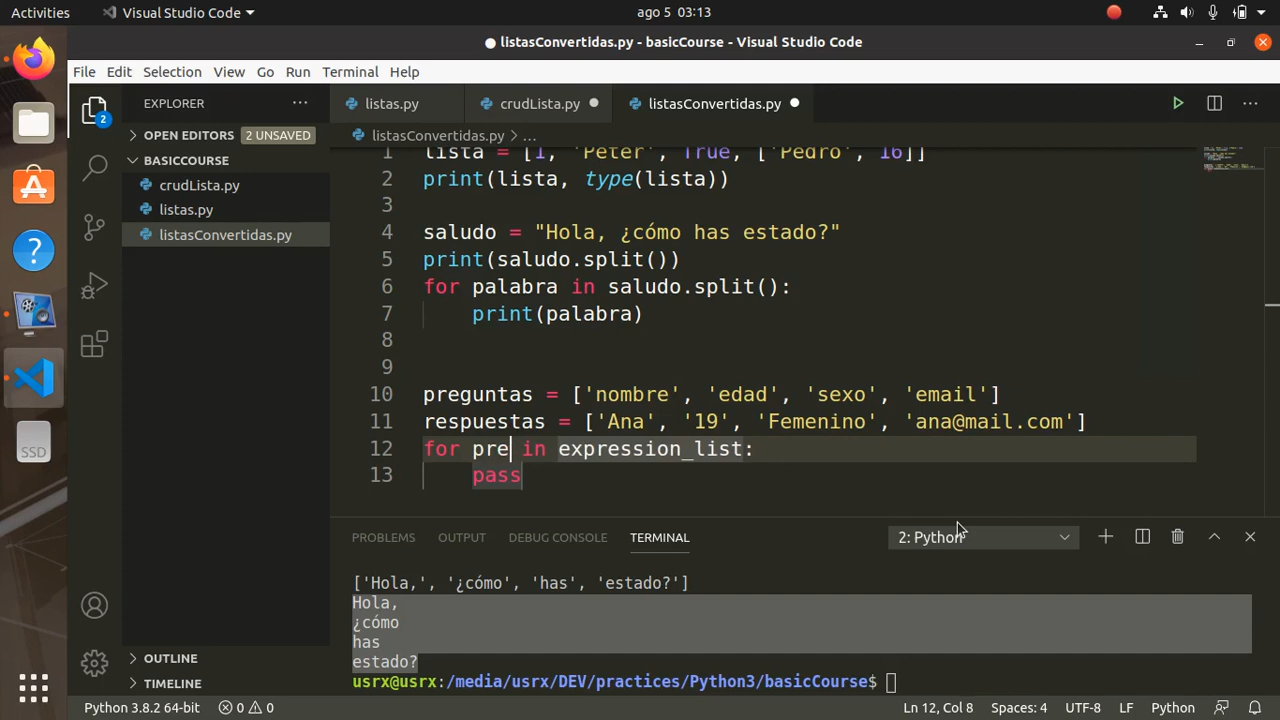 Activities Visual Studio Code ago 5 03:13
listasConvertidas.py - basicCourse - Visual Studio Code
File Edit Selection View Go Run Terminal Help
EXPLORER ... listas.py crudLista.py listasConvertidas.py ...
OPEN EDITORS 2 UNSAVED
listasConvertidas.py > ...
BASICCOURSE
crudLista.py
listas.py
listasConvertidas.py
2
1 lista = [1, 'Peter', True, ['Pedro', 16]]
2 print(lista, type(lista))
3
4 saludo = "Hola, ¿cómo has estado?"
5 print(saludo.split())
6 for palabra in saludo.split():
7 print(palabra)
8
9
10 preguntas = ['nombre', 'edad', 'sexo', 'email']
11 respuestas = ['Ana', '19', 'Femenino', 'ana@mail.com']
12 for pre in expression_list:
13 pass
SSD
PROBLEMS OUTPUT DEBUG CONSOLE TERMINAL 2: Python
['Hola,', '¿cómo', 'has', 'estado?']
Hola,
¿cómo
has
estado?
usrx@usrx:/media/usrx/DEV/practices/Python3/basicCourse$
OUTLINE
TIMELINE
Python 3.8.2 64-bit 0 0 Ln 12, Col 8 Spaces: 4 UTF-8 LF Python